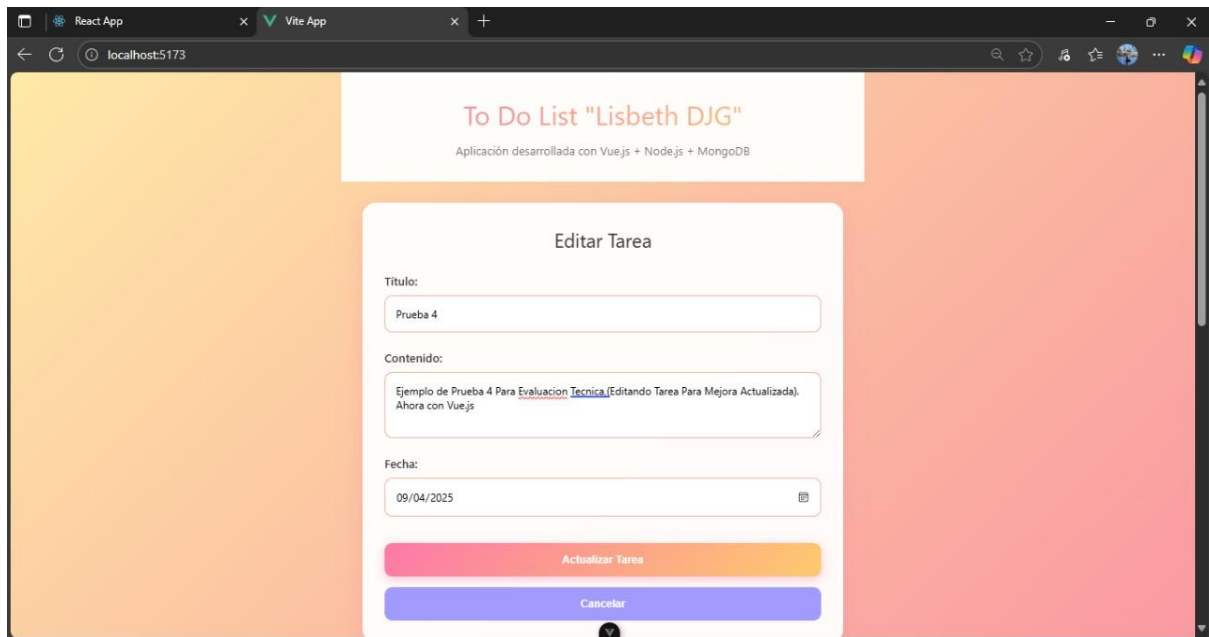 React App
Vite App
localhost:5173
To Do List "Lisbeth DJG"
Aplicación desarrollada con Vue.js + Node.js + MongoDB
Editar Tarea
Título:
Prueba 4
Contenido:
Ejemplo de Prueba 4 Para Evaluacion Tecnica.(Editando Tarea Para Mejora Actualizada).
Ahora con Vue.js
Fecha:
09/04/2025
Actualizar Tarea
Cancelar